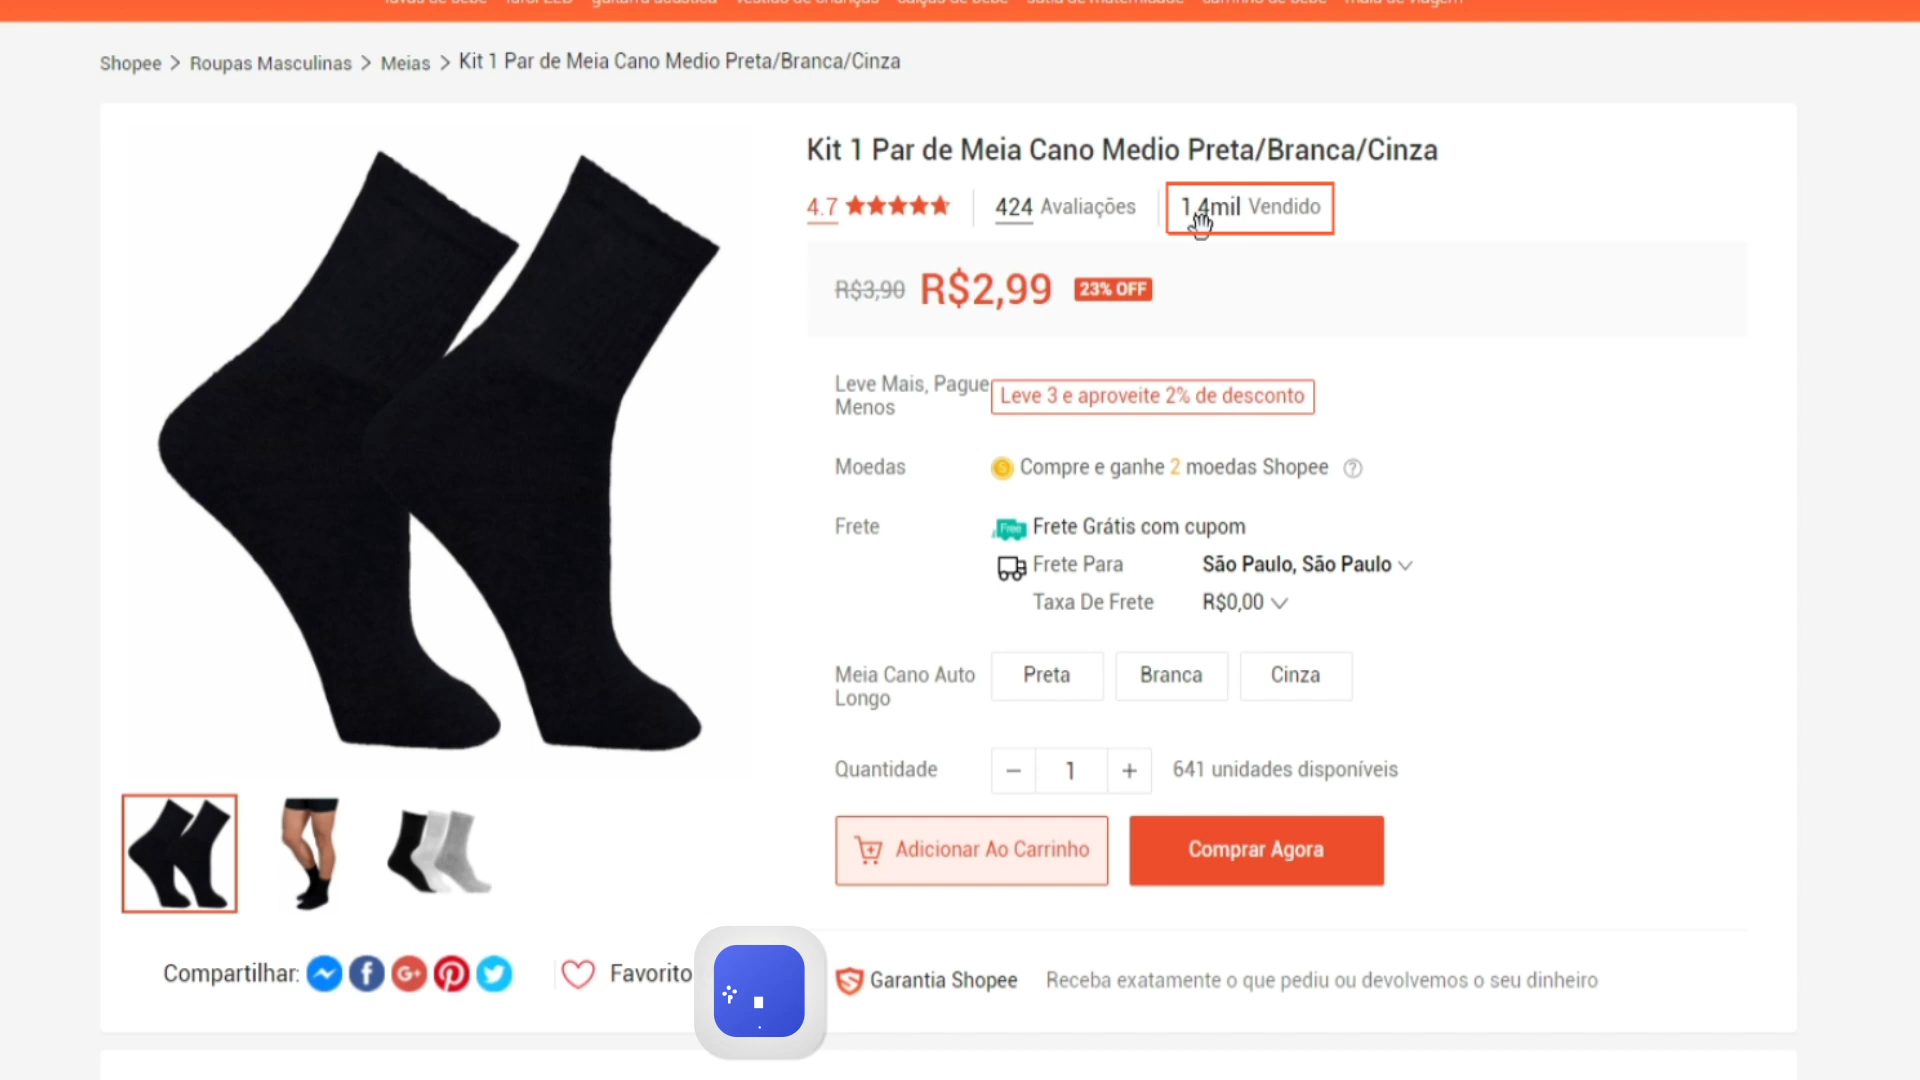 Shopee > Roupas Masculinas > Meias > Kit 1 Par de Meia Cano Medio Preta/Branca/Cinza
Kit 1 Par de Meia Cano Medio Preta/Branca/Cinza
4.7
424 Avaliações
1,4mil Vendido
R$3,90 R$2,99 23% OFF
Leve Mais, Pague
Menos
Leve 3 e aproveite 2% de desconto
Moedas
Compre e ganhe 2 moedas Shopee
Frete
Free Frete Grátis com cupom
Frete Para São Paulo, São Paulo
Taxa De Frete R$0,00
Meia Cano Auto
Longo
Preta Branca Cinza
Quantidade
− 1 + 641 unidades disponíveis
Adicionar Ao Carrinho
Comprar Agora
Compartilhar:
Favorito
Garantia Shopee Receba exatamente o que pediu ou devolvemos o seu dinheiro